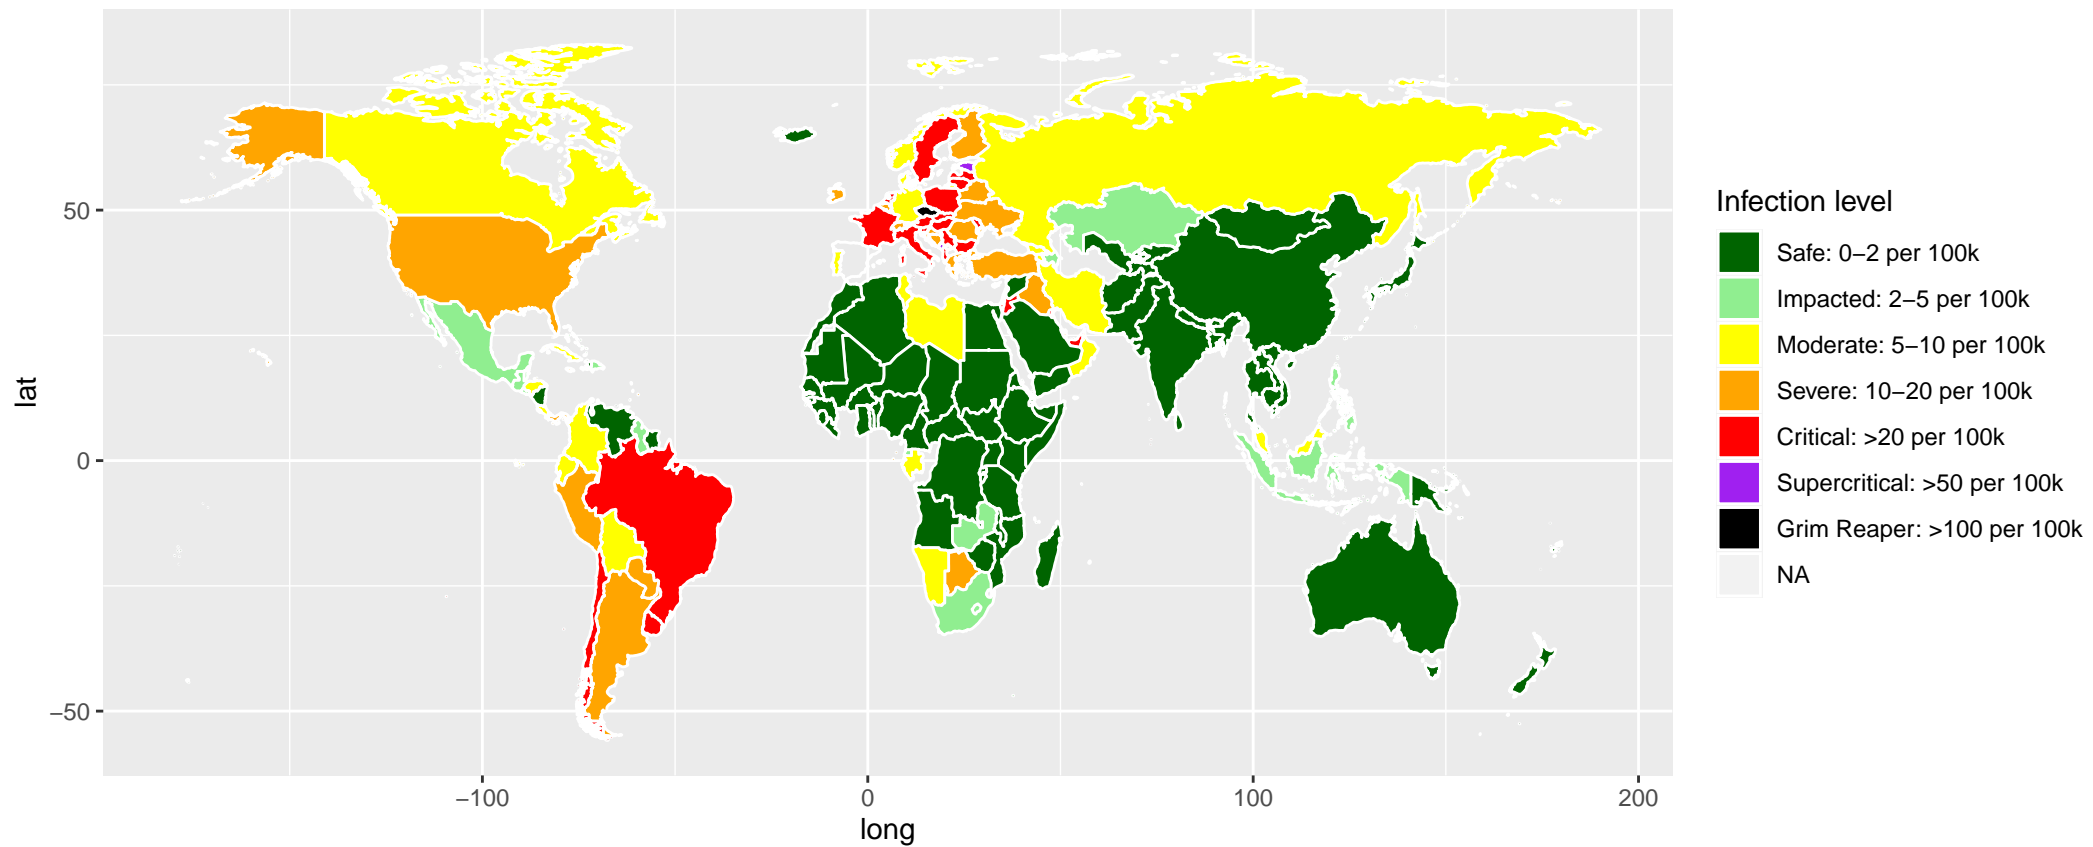 50
0
−50
lat
−100
0
100
200
long
Infection level
Safe: 0−2 per 100k
Impacted: 2−5 per 100k
Moderate: 5−10 per 100k
Severe: 10−20 per 100k
Critical: >20 per 100k
Supercritical: >50 per 100k
Grim Reaper: >100 per 100k
NA